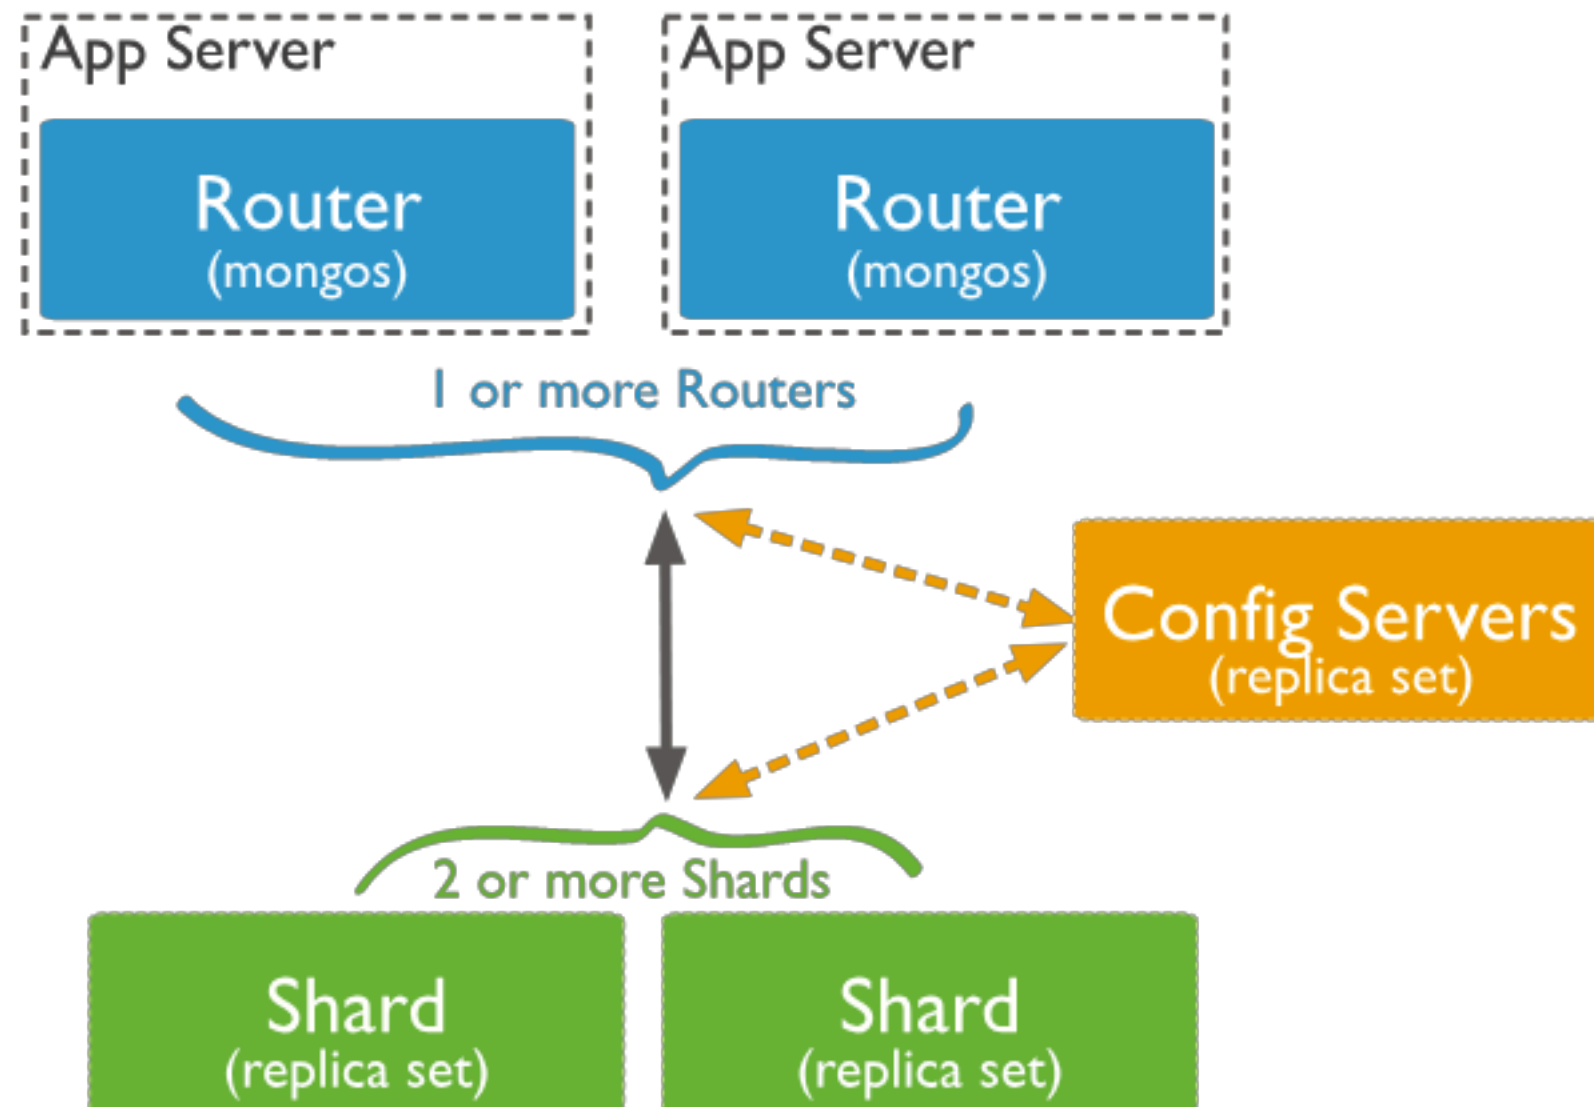 App Server
App Server
Router
(mongos)
Router
(mongos)
1 or more Routers
Config Servers
(replica set)
2 or more Shards
Shard
(replica set)
Shard
(replica set)